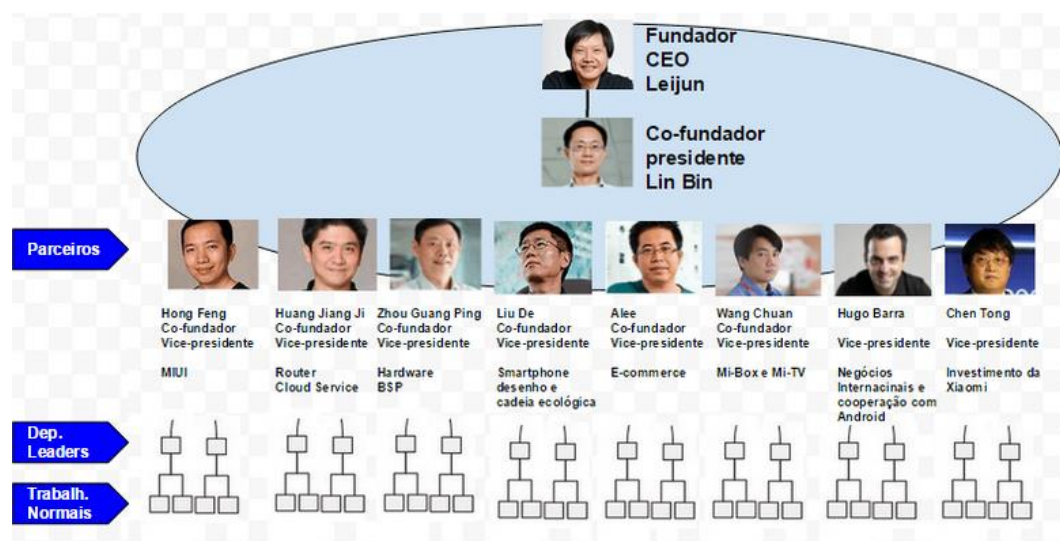 Fundador
CEO
Leijun
Co-fundador
presidente
Lin Bin
Parceiros
Hong Feng
Co-fundador
Vice-presidente
MIUI
Huang Jiang Ji
Co-fundador
Vice-presidente
Router
Cloud Service
Zhou Guang Ping
Co-fundador
Vice-presidente
Hardware
BSP
Liu De
Co-fundador
Vice-presidente
Smartphone
desenho e
cadeia ecológica
Alee
Co-fundador
Vice-presidente
E-commerce
Wang Chuan
Co-fundador
Vice-presidente
Mi-Box e Mi-TV
Hugo Barra
Vice-presidente
Negócios
Internacinais e
cooperação com
Android
Chen Tong
Vice-presidente
Investimento da
Xiaomi
Dep.
Leaders
Trabalh.
Normais